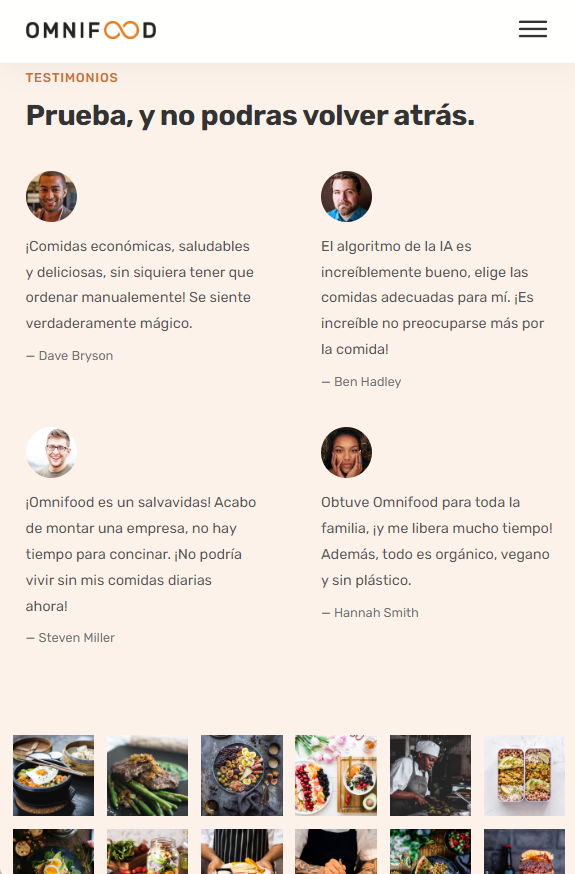 OMNIFOOD
TESTIMONIOS
Prueba, y no podras volver atrás.
¡Comidas económicas, saludables
y deliciosas, sin siquiera tener que
ordenar manualemente! Se siente
verdaderamente mágico.
— Dave Bryson
El algoritmo de la IA es
increíblemente bueno, elige las
comidas adecuadas para mí. ¡Es
increíble no preocuparse más por
la comida!
— Ben Hadley
¡Omnifood es un salvavidas! Acabo
de montar una empresa, no hay
tiempo para concinar. ¡No podría
vivir sin mis comidas diarias
ahora!
— Steven Miller
Obtuve Omnifood para toda la
familia, ¡y me libera mucho tiempo!
Además, todo es orgánico, vegano
y sin plástico.
— Hannah Smith